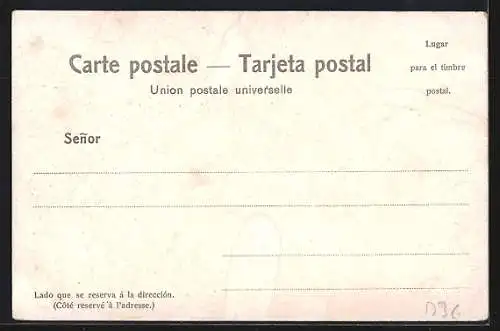 Carte postale — Tarjeta postal
Union postale universelle
Lugar
para el timbre
postal.
Señor
Lado que se reserva á la dirección.
(Côté reservé à l'adresse.)